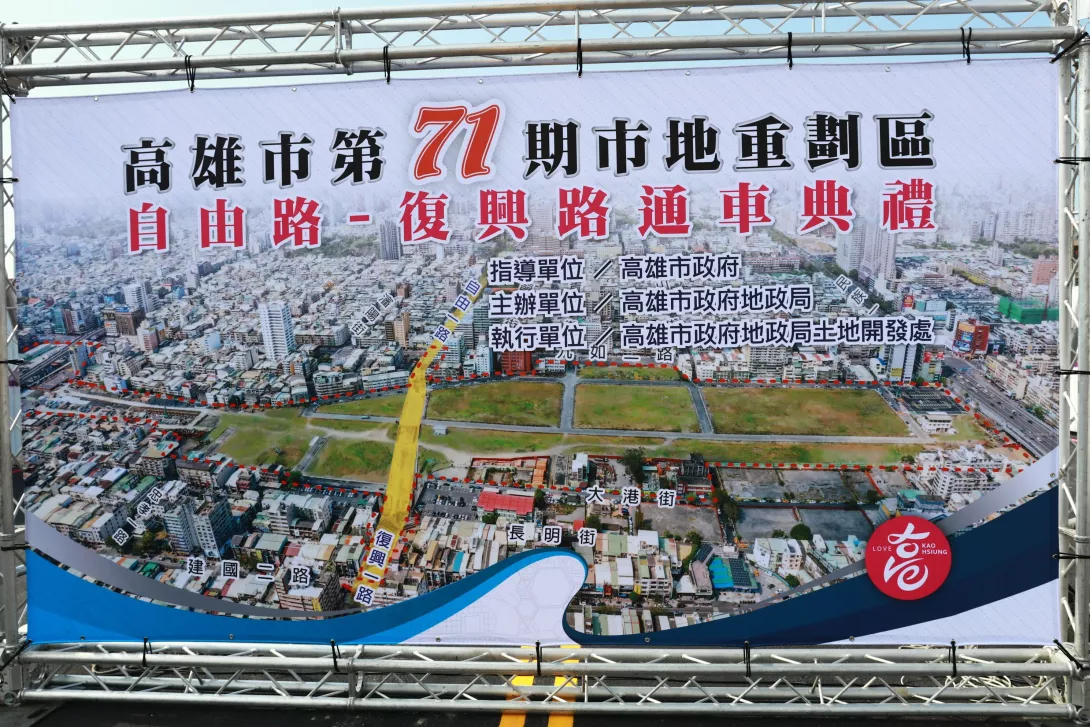 高雄市第71期市地重劃區
自由路-復興路通車典禮
指導單位／高雄市政府
主辦單位／高雄市政府地政局
執行單位／高雄市政府地政局土地開發處
自由一路
九如二路
大港街
長明街
建國二路
復興一路
LOVE
KAO
HSIUNG